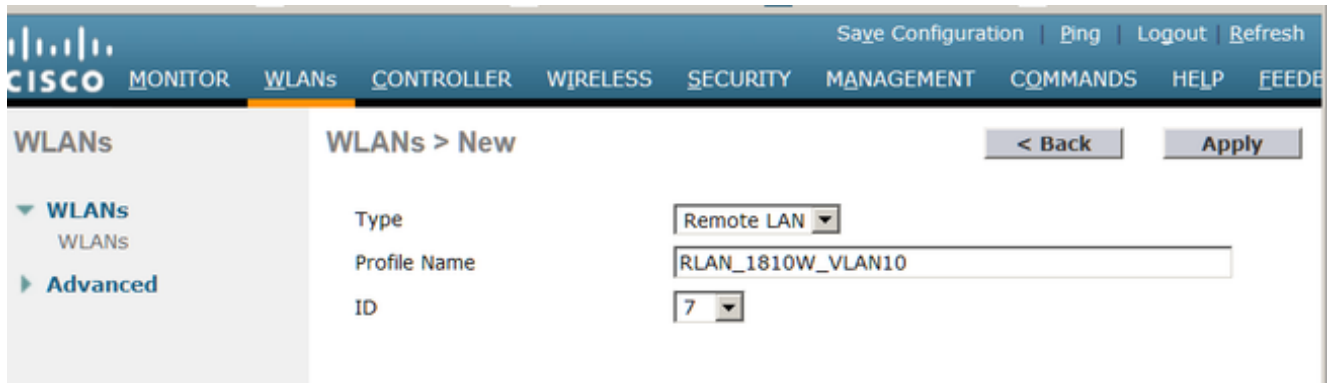 Save Configuration | Ping | Logout | Refresh
CISCO MONITOR WLANs CONTROLLER WIRELESS SECURITY MANAGEMENT COMMANDS HELP FEEDB
WLANs
WLANs > New
< Back
Apply
WLANs
WLANs
Advanced
Type
Remote LAN
Profile Name
RLAN_1810W_VLAN10
ID
7